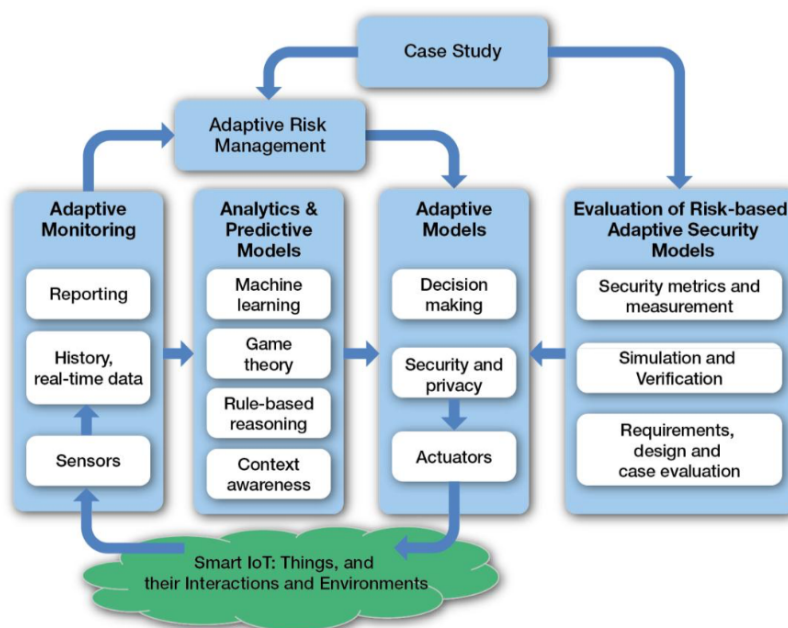 Case Study
Adaptive Risk
Management
Adaptive
Monitoring
Reporting
History,
real-time data
Sensors
Analytics &
Predictive
Models
Machine
learning
Game
theory
Rule-based
reasoning
Context
awareness
Adaptive
Models
Decision
making
Security and
privacy
Actuators
Evaluation of Risk-based
Adaptive Security
Models
Security metrics and
measurement
Simulation and
Verification
Requirements,
design and
case evaluation
Smart IoT: Things, and
their Interactions and Environments